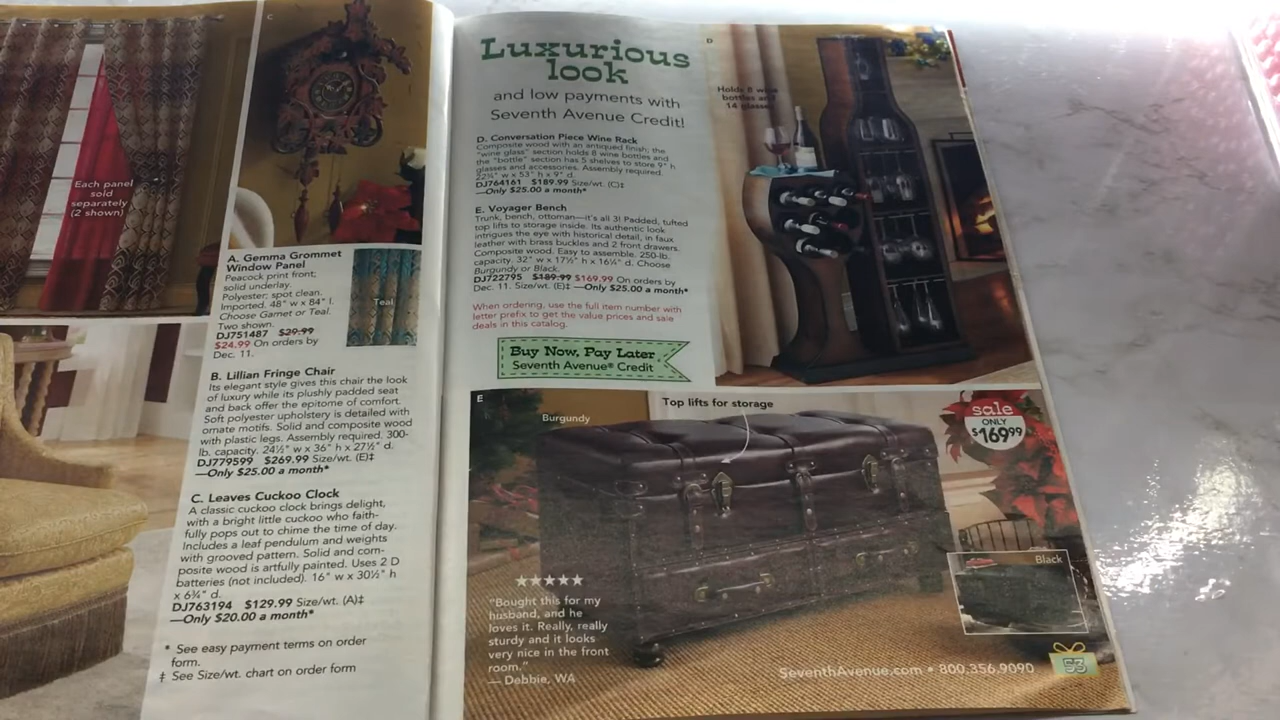 Each panel
sold
separately
(2 shown)
C
A. Gemma Grommet
Window Panel
Peacock print front;
solid underlay.
Polyester; spot clean.
Imported. 48" w x 84" l.
Choose Garnet or Teal.
Two shown.
DJ751487 $29.99
$24.99 On orders by
Dec. 11.
Teal
B. Lillian Fringe Chair
Its elegant style gives this chair the look
of luxury while its plushly padded seat
and back offer the epitome of comfort.
Soft polyester upholstery is detailed with
ornate motifs. Solid and composite wood
with plastic legs. Assembly required. 300-
lb. capacity. 24½" w x 36" h x 27½" d.
DJ779599 $269.99 Size/wt. (E)‡
—Only $25.00 a month*
C. Leaves Cuckoo Clock
A classic cuckoo clock brings delight,
with a bright little cuckoo who faith-
fully pops out to chime the time of day.
Includes a leaf pendulum and weights
with grooved pattern. Solid and com-
posite wood is artfully painted. Uses 2 D
batteries (not included). 16" w x 30½" h
x 6¾" d.
DJ763194 $129.99 Size/wt. (A)‡
—Only $20.00 a month*
* See easy payment terms on order
form.
‡ See Size/wt. chart on order form
Luxurious
look
and low payments with
Seventh Avenue Credit!
D. Conversation Piece Wine Rack
Composite wood with an antiqued finish; the
"wine glass" section holds 8 wine bottles and
the "bottle" section has 5 shelves to store 9" h
glasses and accessories. Assembly required.
22¼" w x 53" h x 9" d.
DJ764161 $189.99 Size/wt. (C)‡
—Only $25.00 a month*
E. Voyager Bench
Trunk, bench, ottoman—it's all 3! Padded, tufted
top lifts to storage inside. Its authentic look
intrigues the eye with historical detail, in faux
leather with brass buckles and 2 front drawers.
Composite wood. Easy to assemble. 250-lb.
capacity. 32" w x 17½" h x 16¼" d. Choose
Burgundy or Black.
DJ722795 $189.99 $169.99 On orders by
Dec. 11. Size/wt. (E)‡ —Only $25.00 a month*
When ordering, use the full item number with
letter prefix to get the value prices and sale
deals in this catalog.
Buy Now, Pay Later
Seventh Avenue® Credit
D
Holds 8 wine
bottles and
14 glasses
E
Burgundy
Top lifts for storage
sale
ONLY
$169⁹⁹
Black
★★★★★
"Bought this for my
husband, and he
loves it. Really, really
sturdy and it looks
very nice in the front
room."
— Debbie, WA
SeventhAvenue.com • 800.356.9090
53